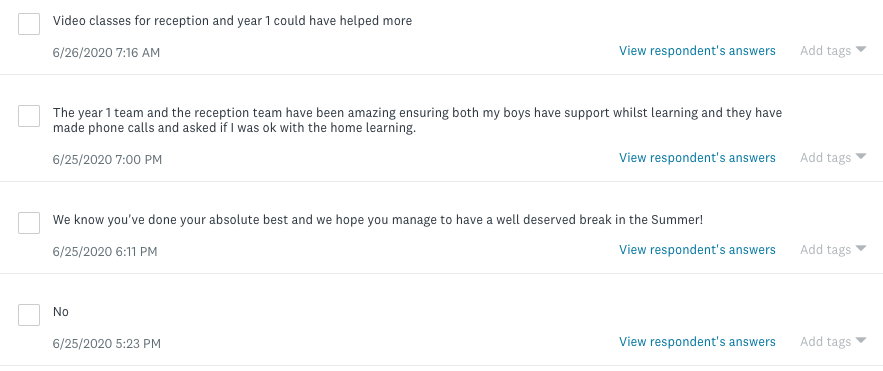 Video classes for reception and year 1 could have helped more
6/26/2020 7:16 AM
View respondent's answers
Add tags
The year 1 team and the reception team have been amazing ensuring both my boys have support whilst learning and they have
made phone calls and asked if I was ok with the home learning.
6/25/2020 7:00 PM
View respondent's answers
Add tags
We know you've done your absolute best and we hope you manage to have a well deserved break in the Summer!
6/25/2020 6:11 PM
View respondent's answers
Add tags
No
6/25/2020 5:23 PM
View respondent's answers
Add tags